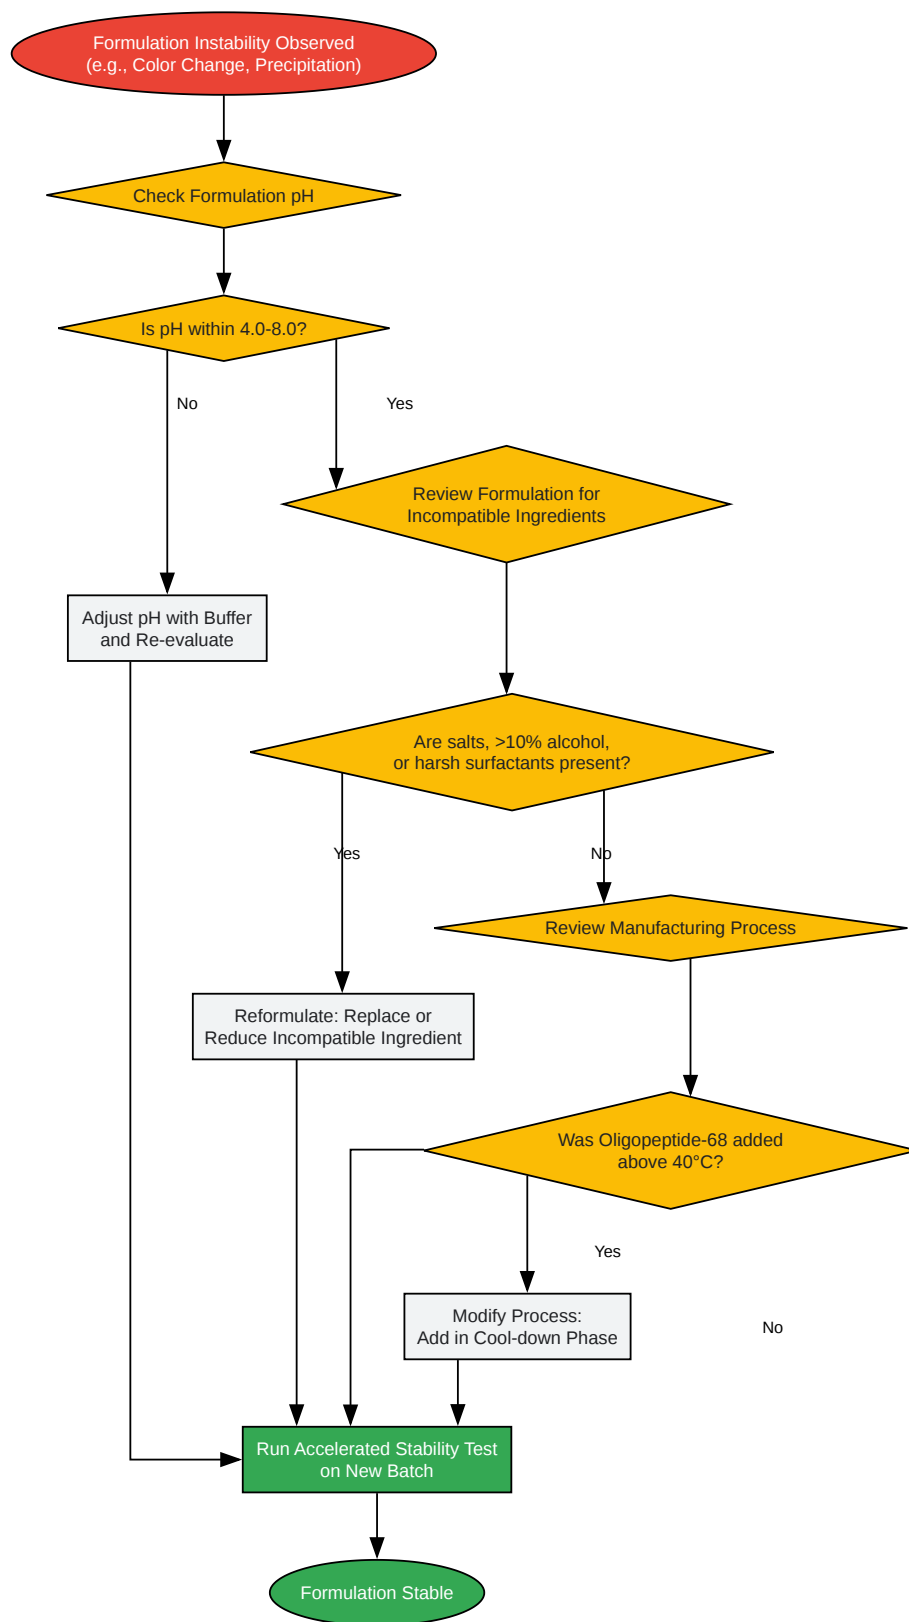 Formulation Instability Observed
(e.g., Color Change, Precipitation)
Check Formulation pH
Is pH within 4.0-8.0?
No
Yes
Review Formulation for
Incompatible Ingredients
Adjust pH with Buffer
and Re-evaluate
Are salts, >10% alcohol,
or harsh surfactants present?
Yes
No
Review Manufacturing Process
Reformulate: Replace or
Reduce Incompatible Ingredient
Was Oligopeptide-68 added
above 40°C?
Yes
Modify Process:
Add in Cool-down Phase
No
Run Accelerated Stability Test
on New Batch
Formulation Stable